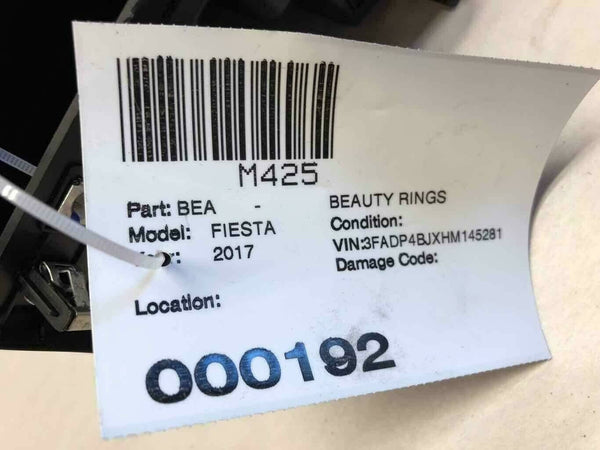 M425
Part: BEA - BEAUTY RINGS
Model: FIESTA Condition:
2017 VIN:3FADP4BJXHM145281
Damage Code:
Location:
000192